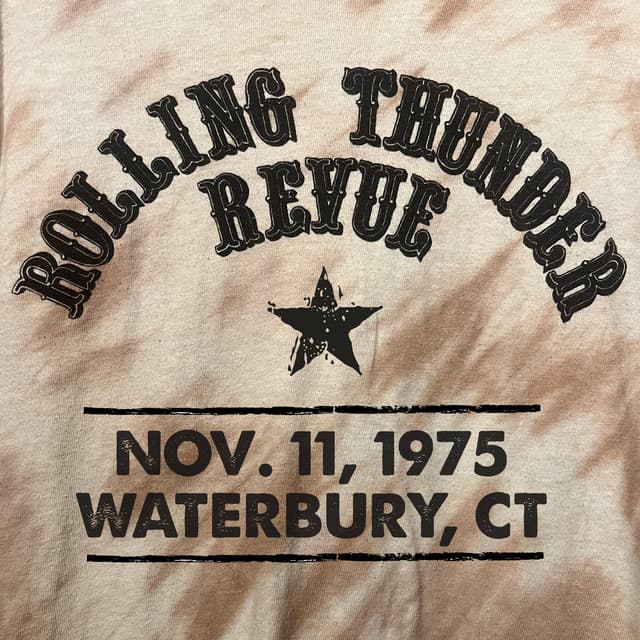 ROLLING THUNDER
REVUE
NOV. 11, 1975
WATERBURY, CT